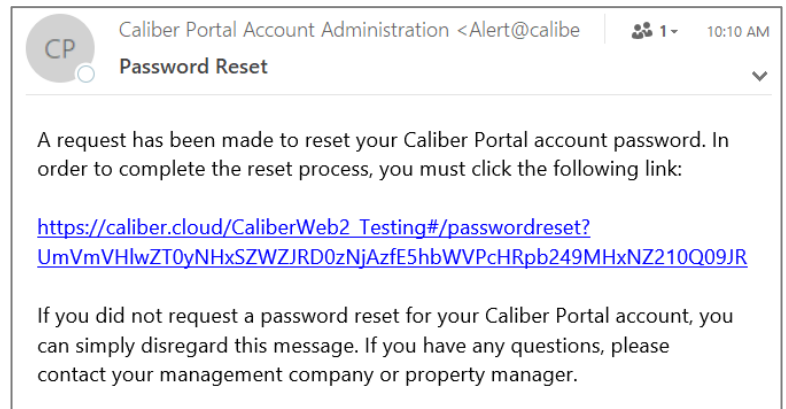 CP
Caliber Portal Account Administration <Alert@calibe
1
10:10 AM
Password Reset
A request has been made to reset your Caliber Portal account password. In
order to complete the reset process, you must click the following link:
https://caliber.cloud/CaliberWeb2_Testing#/passwordreset?
UmVmVHlwZT0yNHxSZWZJRD0zNjAzfE5hbWVPcHRpb249MHxNZ210Q09JR
If you did not request a password reset for your Caliber Portal account, you
can simply disregard this message. If you have any questions, please
contact your management company or property manager.